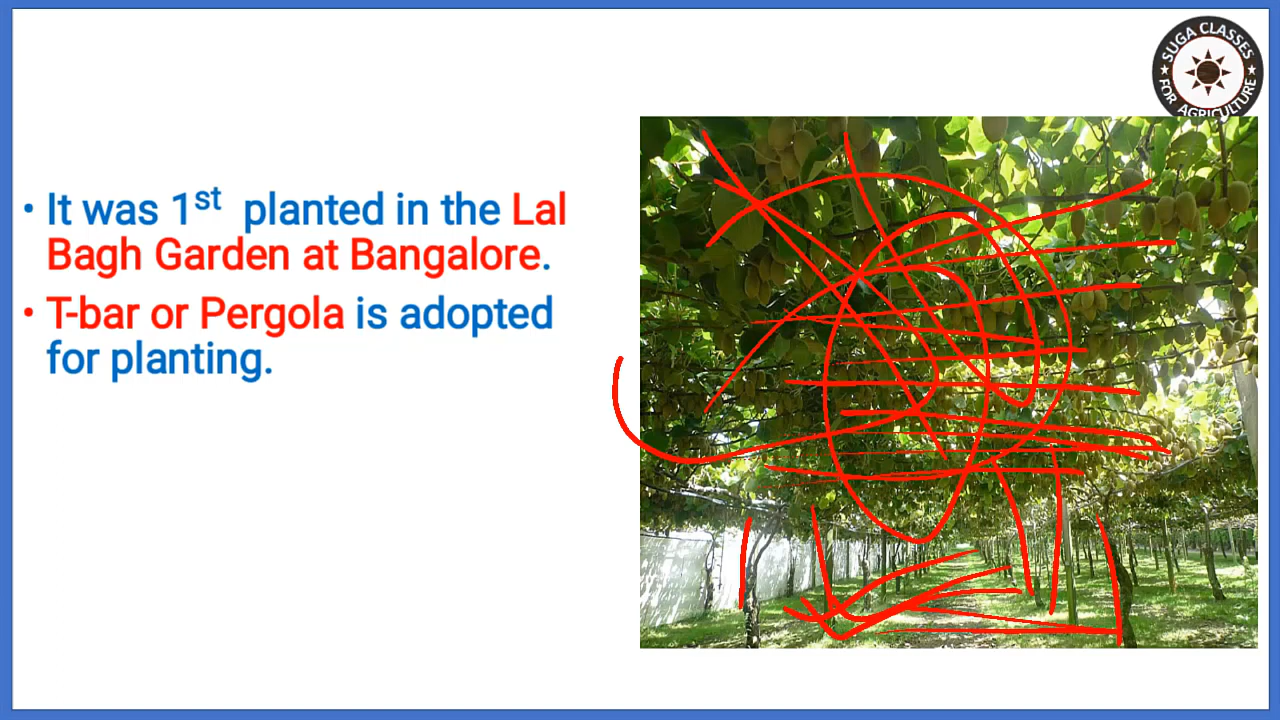 SUGA CLASSES
FOR AGRICULTURE
• It was 1st planted in the Lal
Bagh Garden at Bangalore.
• T-bar or Pergola is adopted
for planting.